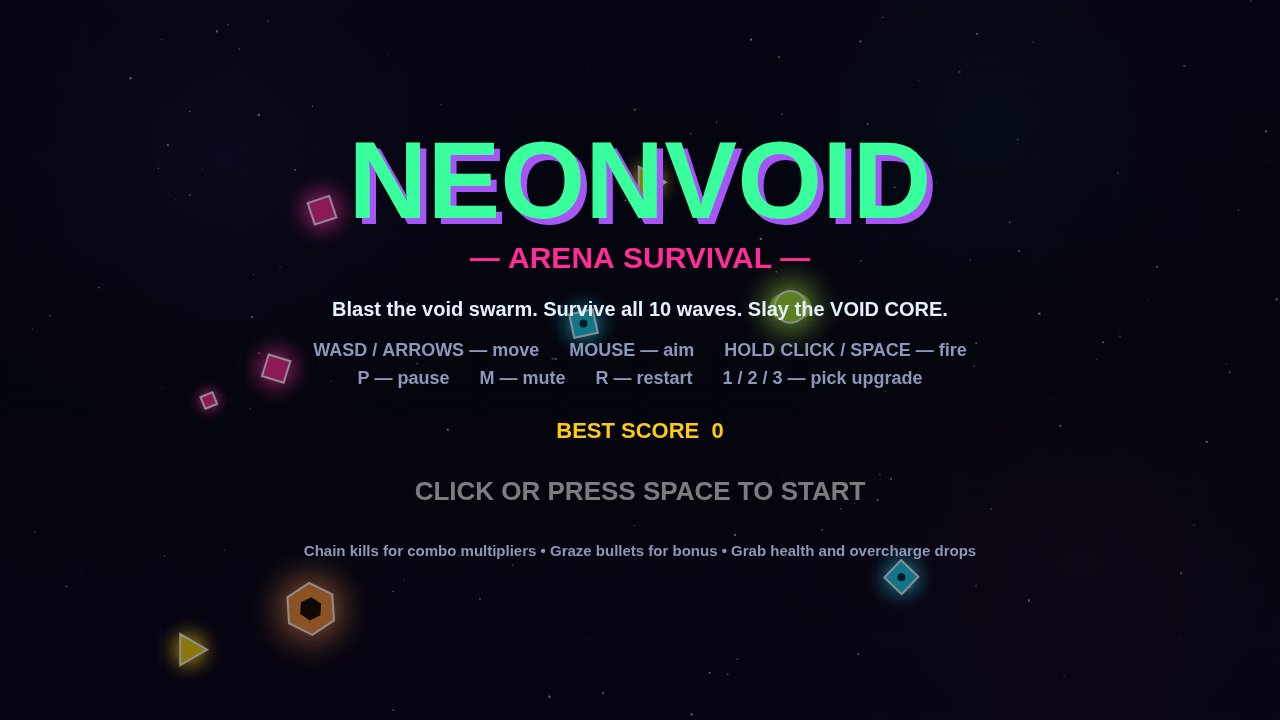 NEONVOID
— ARENA SURVIVAL —
Blast the void swarm. Survive all 10 waves. Slay the VOID CORE.
WASD / ARROWS — move MOUSE — aim HOLD CLICK / SPACE — fire
P — pause M — mute R — restart 1 / 2 / 3 — pick upgrade
BEST SCORE 0
CLICK OR PRESS SPACE TO START
Chain kills for combo multipliers • Graze bullets for bonus • Grab health and overcharge drops